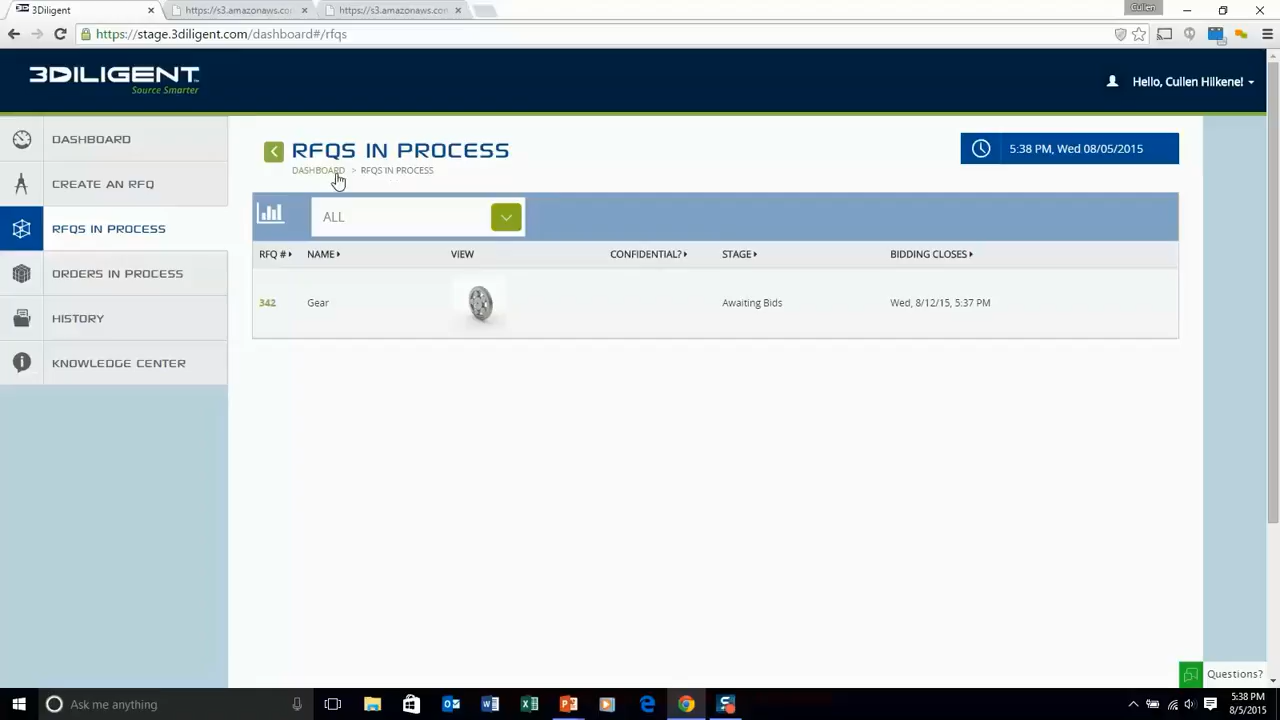 3Diligent
https://s3.amazonaws.co
https://s3.amazonaws.co
Cullen
https://stage.3diligent.com/dashboard#/rfqs
3DILIGENT
Source Smarter
Hello, Cullen Hilkene!
DASHBOARD
CREATE AN RFQ
RFQS IN PROCESS
ORDERS IN PROCESS
HISTORY
KNOWLEDGE CENTER
RFQS IN PROCESS
DASHBOARD > RFQS IN PROCESS
5:38 PM, Wed 08/05/2015
ALL
RFQ # NAME VIEW CONFIDENTIAL? STAGE BIDDING CLOSES
342 Gear Awaiting Bids Wed, 8/12/15, 5:37 PM
Questions?
Ask me anything
5:38 PM
8/5/2015